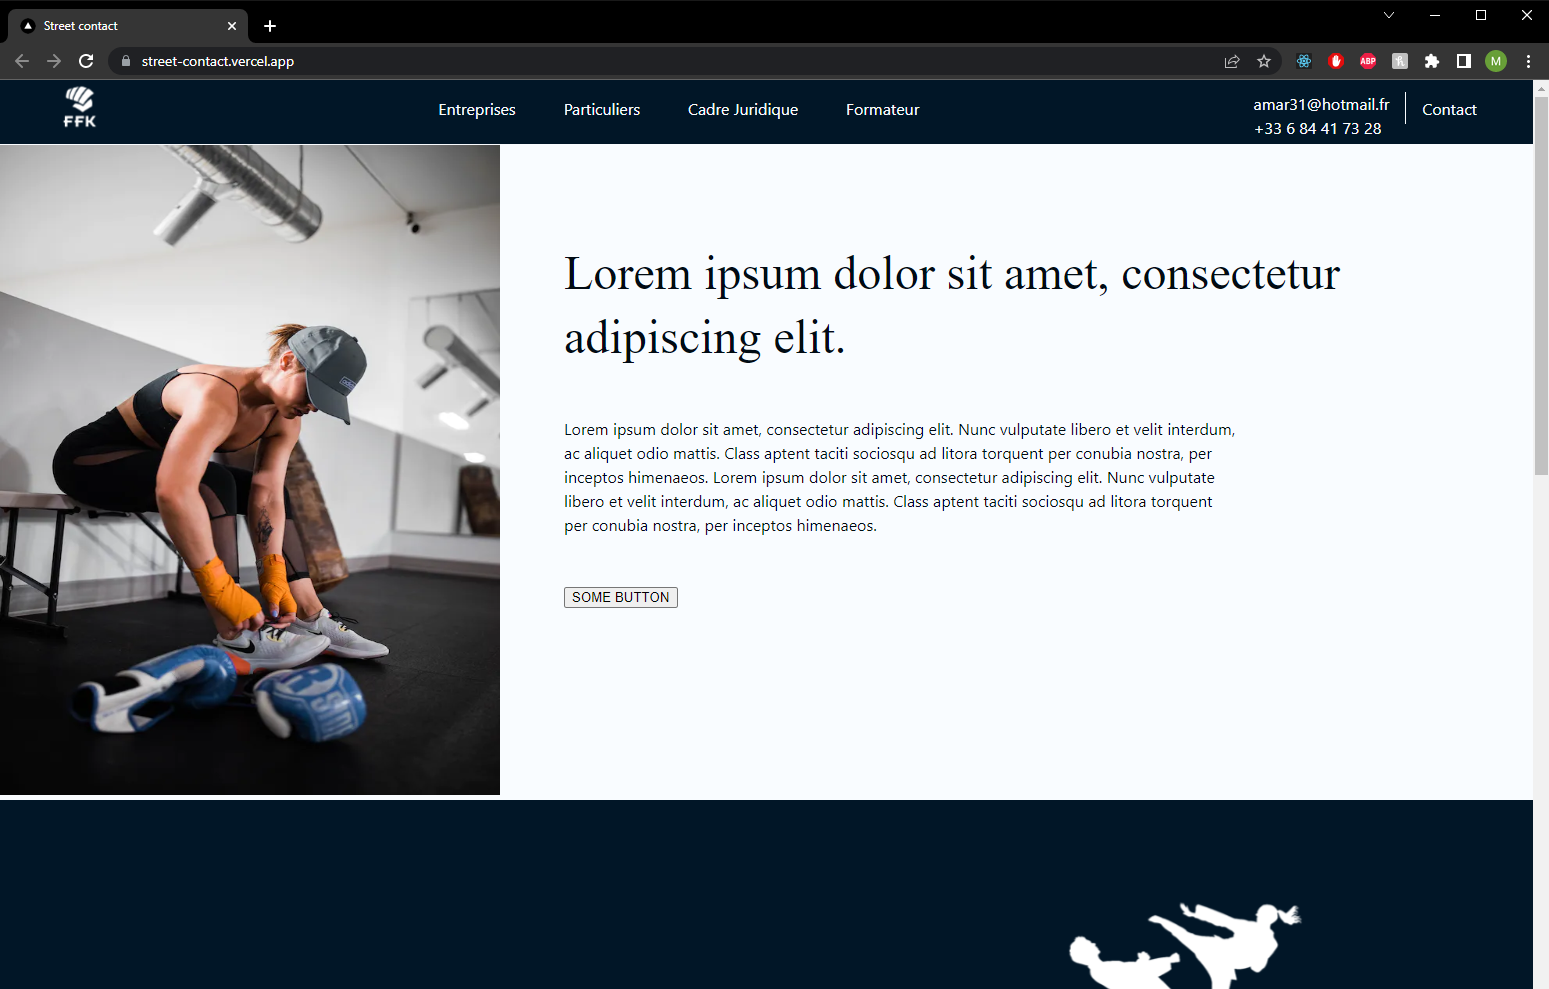 Street contact
street-contact.vercel.app
ABP
M
FFK
Entreprises
Particuliers
Cadre Juridique
Formateur
amar31@hotmail.fr
+33 6 84 41 73 28
Contact
Lorem ipsum dolor sit amet, consectetur
adipiscing elit.
Lorem ipsum dolor sit amet, consectetur adipiscing elit. Nunc vulputate libero et velit interdum,
ac aliquet odio mattis. Class aptent taciti sociosqu ad litora torquent per conubia nostra, per
inceptos himenaeos. Lorem ipsum dolor sit amet, consectetur adipiscing elit. Nunc vulputate
libero et velit interdum, ac aliquet odio mattis. Class aptent taciti sociosqu ad litora torquent
per conubia nostra, per inceptos himenaeos.
SOME BUTTON